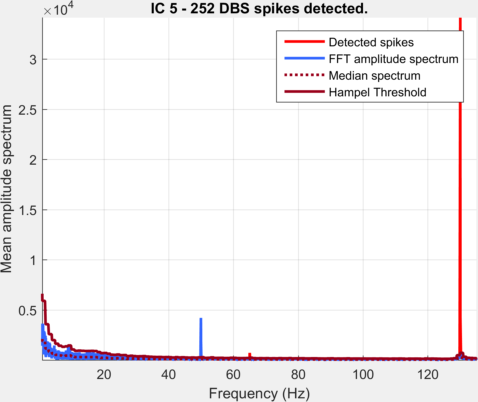 IC 5 - 252 DBS spikes detected.
×10⁴
Detected spikes
FFT amplitude spectrum
Median spectrum
Hampel Threshold
Mean amplitude spectrum
3
2.5
2
1.5
1
0.5
20 40 60 80 100 120
Frequency (Hz)